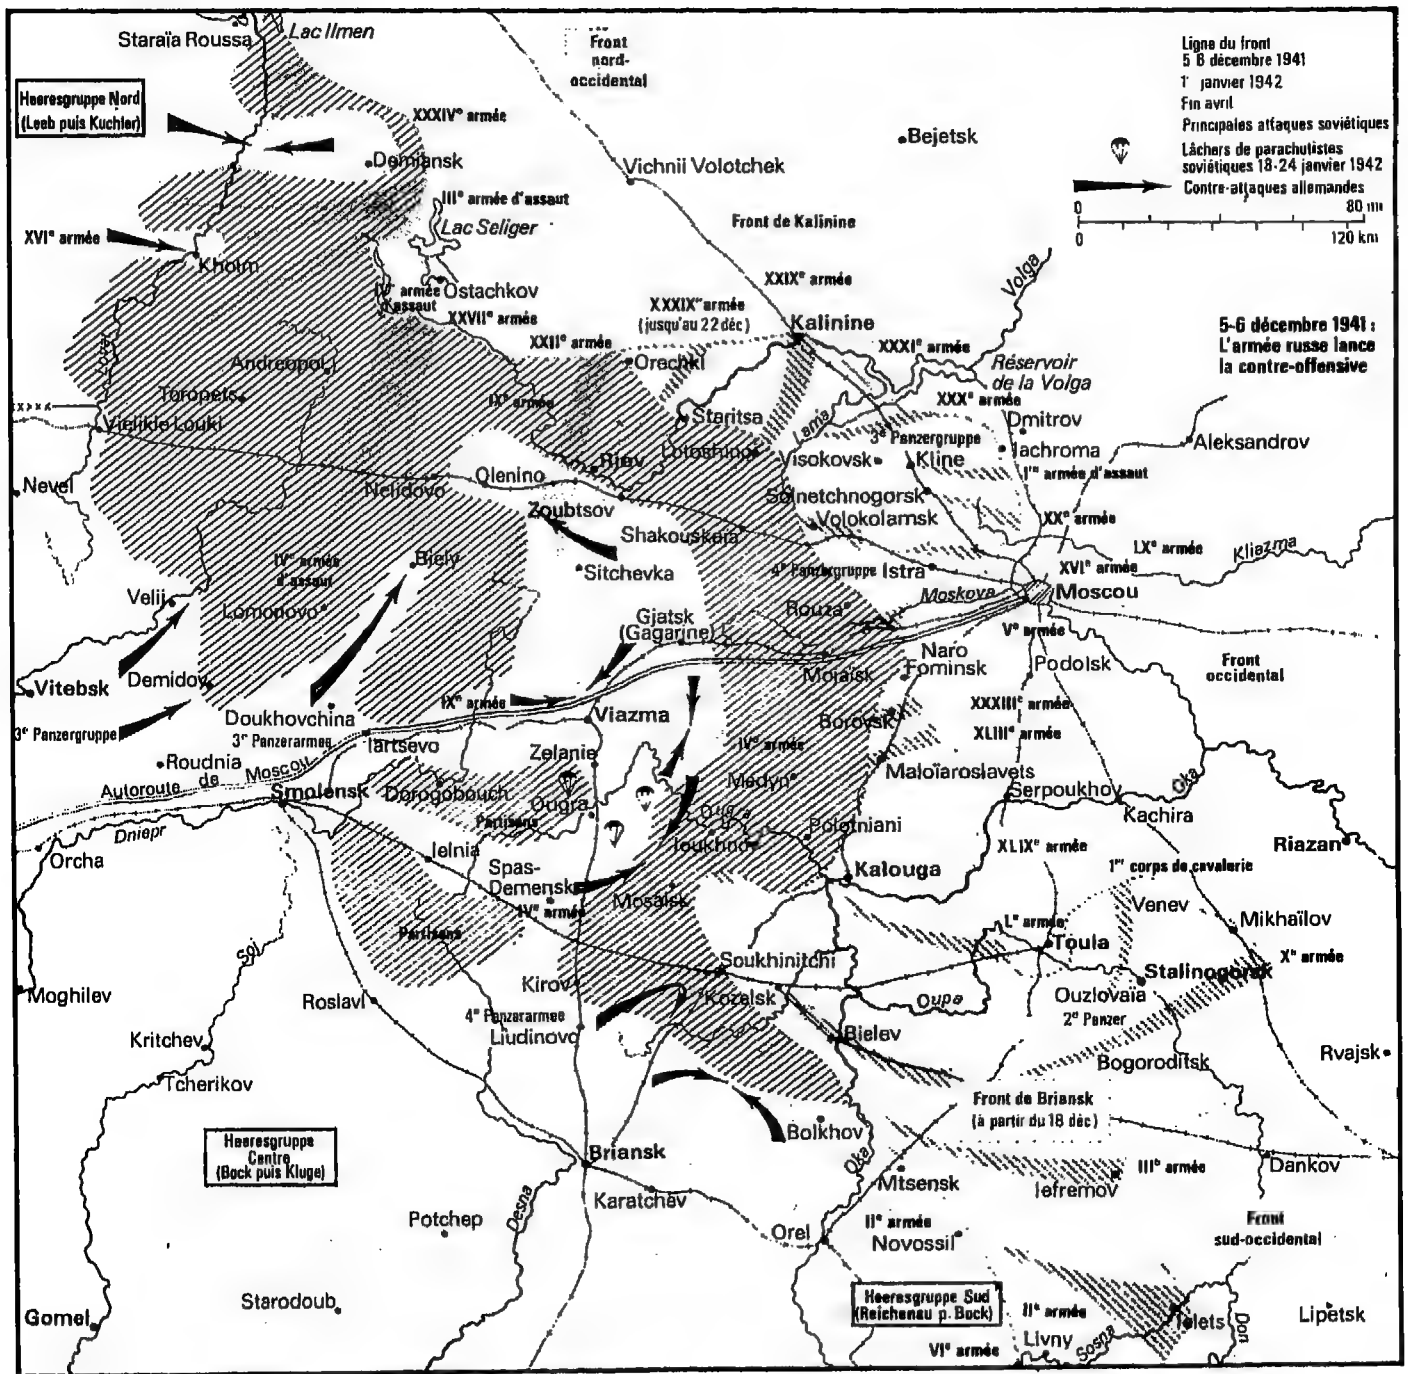 Staraïa Roussa
Lac Ilmen
Front
nord-
occidental
Ligne du front
5 6 décembre 1941
1er janvier 1942
Fin avril
Principales attaques soviétiques
Lâchers de parachutistes
soviétiques 18-24 janvier 1942
Contre-attaques allemandes
0 80 mi
0 120 km
Heeresgruppe Nord
(Leeb puis Kuchler)
XXXIVe armée
Demiansk
Bejetsk
Vichnii Volotchek
IIIe armée d'assaut
Lac Seliger
Front de Kalinine
XVIe armée
Kholm
XXIXe armée
Volga
IVe armée
d'assaut
Ostachkov
XXVIIe armée
XXXIXe armée
(jusqu'au 22 déc)
Kalinine
5-6 décembre 1941 :
L'armée russe lance
la contre-offensive
XXIIe armée
Orechki
XXXIe armée
Réservoir
de la Volga
Andreopol
Toropets
IXe armée
Staritsa
XXXe armée
Dmitrov
Vielikie Louki
Lama
3e Panzergruppe
Iachroma
Aleksandrov
Lotoshino
Visokovsk
Kline
1re armée d'assaut
Rjev
Olenino
Nevel
Nelidovo
Zoubtsov
Solnetchnogorsk
Volokolamsk
XXe armée
Shakouskeia
LXe armée
Kliazma
IVe armée
d'assaut
Biely
Sitchevka
4e Panzergruppe
Istra
XVIe armée
Velij
Lomonovo
Rouza
Moskova
Moscou
Gjatsk
(Gagarine)
Ve armée
Naro
Fominsk
Podolsk
Front
occidental
Vitebsk
Demidov
Mojaïsk
IXe armée
XXXIIIe armée
Doukhovchina
3e Panzergruppe
3e Panzerarmee
Viazma
Borovsk
XLIIIe armée
Iartsevo
IVe armée
Zelanie
Roudnia
Autoroute de Moscou
Medyn
Maloïaroslavets
Oka
Smolensk
Dorogobouch
Ougra
Ougra
Serpoukhov
Kachira
Partisans
Polotniani
Dniepr
Orcha
Ielnia
Ioukhnov
XLIXe armée
Riazan
Spas-
Demensk
Kalouga
1er corps de cavalerie
Mosalsk
IVe armée
Venev
Mikhaïlov
Partisans
Le armée
Toula
Soj
Soukhinitchi
Xe armée
Stalinogorsk
Kirov
Kozelsk
Oupa
Ouzlovaïa
2e Panzer
Moghilev
Roslavl
4e Panzerarmee
Liudinovo
Bielev
Kritchev
Bogoroditsk
Rvajsk
Tcherikov
Front de Briansk
(à partir du 18 déc)
Bolkhov
Heeresgruppe
Centre
(Bock puis Kluge)
Briansk
Oka
IIIe armée
Dankov
Mtsensk
Iefremov
Karatchev
Desna
Potchep
Orel
IIe armée
Novossil
Front
sud-occidental
Starodoub
Heeresgruppe Sud
(Reichenau p. Bock)
IIe armée
Ielets
Lipetsk
Don
Gomel
Livny
Sosna
VIe armée